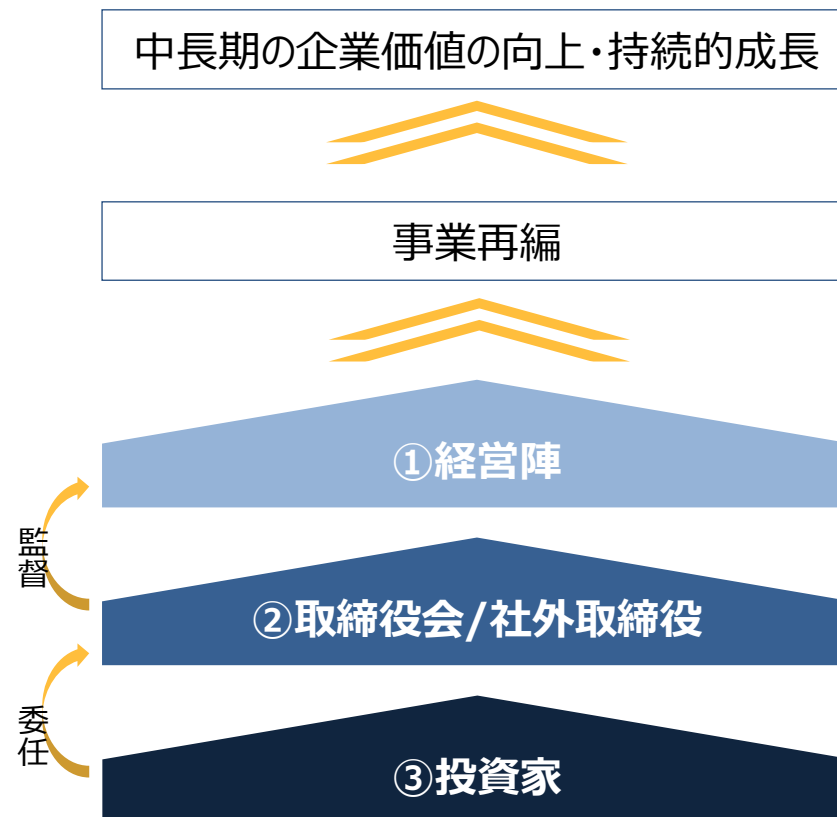 中長期の企業価値の向上・持続的成長
事業再編
①経営陣
監督
②取締役会/社外取締役
委任
③投資家